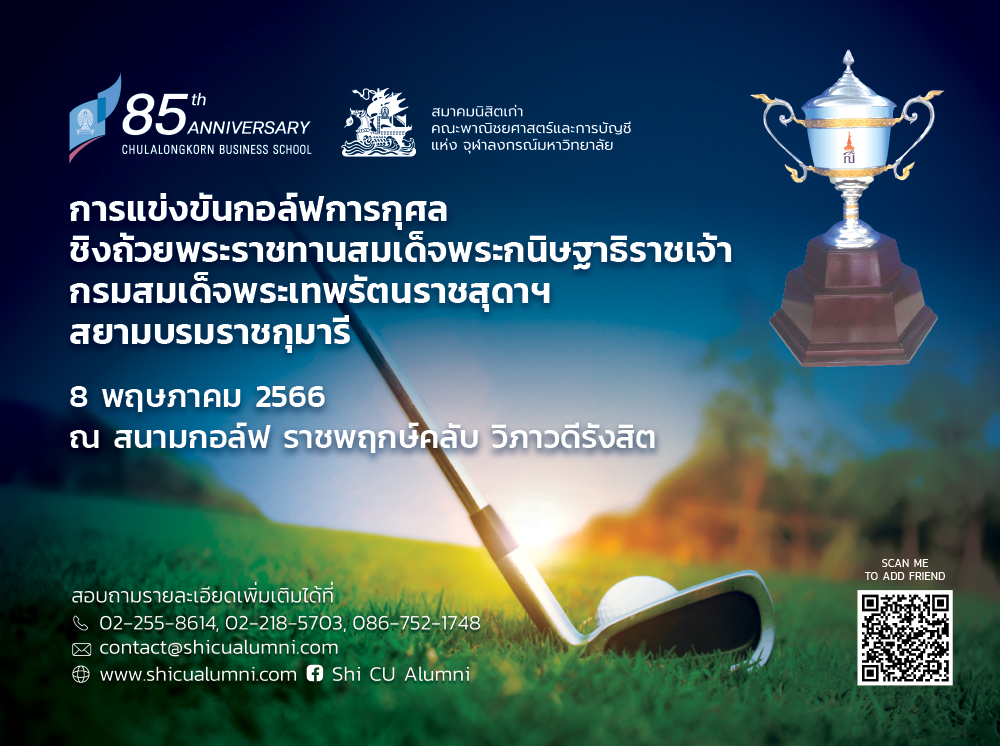 85th
ANNIVERSARY
CHULALONGKORN BUSINESS SCHOOL
สมาคมนิสิตเก่า
คณะพาณิชยศาสตร์และการบัญชี
แห่ง จุฬาลงกรณ์มหาวิทยาลัย
การแข่งขันกอล์ฟการกุศล
ชิงถ้วยพระราชทานสมเด็จพระกนิษฐาธิราชเจ้า
กรมสมเด็จพระเทพรัตนราชสุดาฯ
สยามบรมราชกุมารี
8 พฤษภาคม 2566
ณ สนามกอล์ฟ ราชพฤกษ์คลับ วิภาวดีรังสิต
สอบถามรายละเอียดเพิ่มเติมได้ที่
02-255-8614, 02-218-5703, 086-752-1748
contact@shicualumni.com
www.shicualumni.com Shi CU Alumni
SCAN ME
TO ADD FRIEND